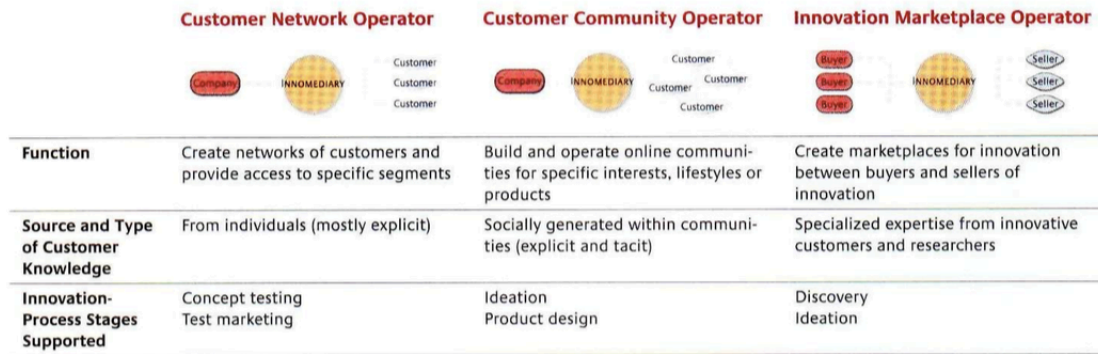 Customer Network Operator Customer Community Operator Innovation Marketplace Operator
Company INNOMEDIARY Customer Customer Customer
Company INNOMEDIARY Customer Customer Customer Customer
Buyer Buyer Buyer INNOMEDIARY Seller Seller Seller
Function
Create networks of customers and
provide access to specific segments
Build and operate online communi-
ties for specific interests, lifestyles or
products
Create marketplaces for innovation
between buyers and sellers of
innovation
Source and Type
of Customer
Knowledge
From individuals (mostly explicit)
Socially generated within communi-
ties (explicit and tacit)
Specialized expertise from innovative
customers and researchers
Innovation-
Process Stages
Supported
Concept testing
Test marketing
Ideation
Product design
Discovery
Ideation